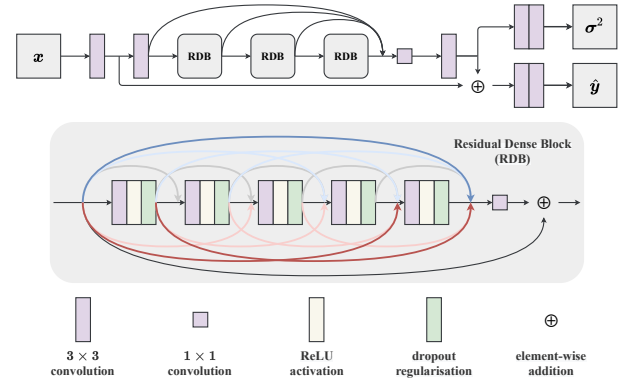 x
RDB
RDB
RDB
σ²
ŷ
Residual Dense Block
(RDB)
3 × 3
convolution
1 × 1
convolution
ReLU
activation
dropout
regularisation
element-wise
addition